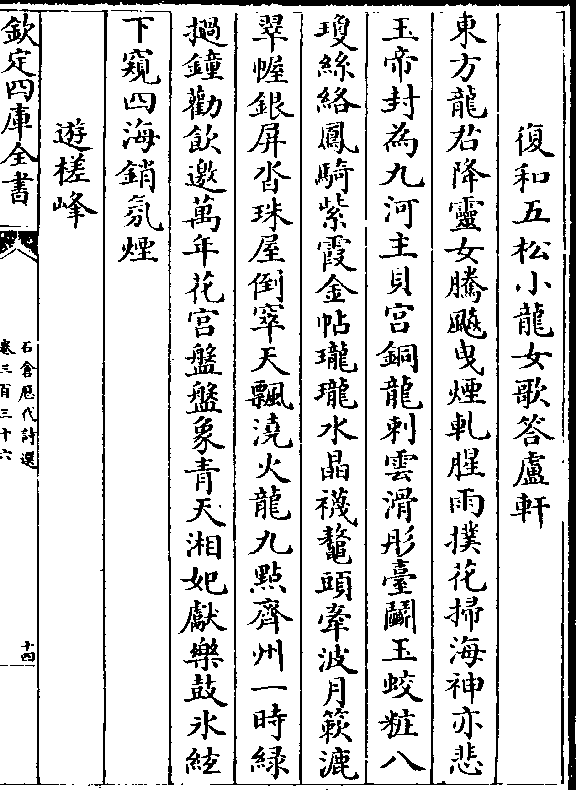 復和五松小龍女歌答盧軒
東方龍君降靈女騰颷曳煙軋腥雨撲花掃海神亦悲
玉帝封為九河主貝宮銅龍刺雲滑彤臺鬭玉蛟粧八
瓊絲絡鳳騎紫霞金帖瓏瓏水晶襪鼇頭牽波月簌漉
翠幄銀屏沓珠屋倒窣天飄澆火龍九㸃齊州一時緑
撾鐘勸飲邀萬年花宫盤盤象青天湘妃獻樂鼓氷絃
下窺四海銷氛煙
遊槎峰
欽定四庫全書
石倉歴代詩選
卷三百三十六
十四